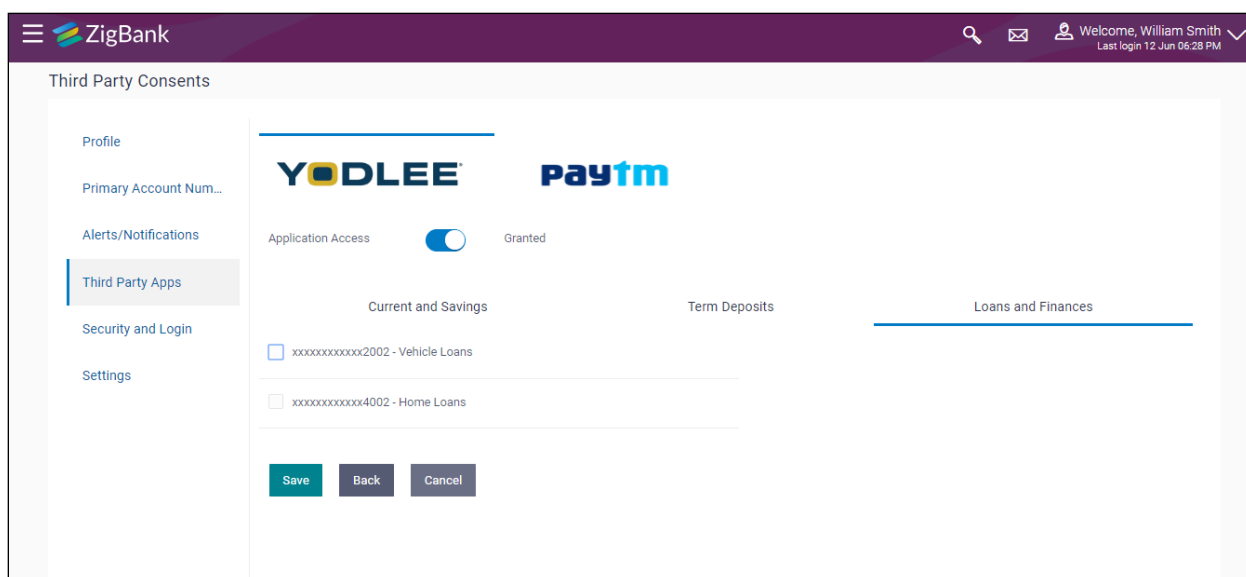 ZigBank
Welcome, William Smith
Last login 12 Jun 06:28 PM
Third Party Consents
Profile
Primary Account Num...
Alerts/Notifications
Third Party Apps
Security and Login
Settings
YODLEE
paytm
Application Access Granted
Current and Savings Term Deposits Loans and Finances
xxxxxxxxxxxx2002 - Vehicle Loans
xxxxxxxxxxxx4002 - Home Loans
Save Back Cancel